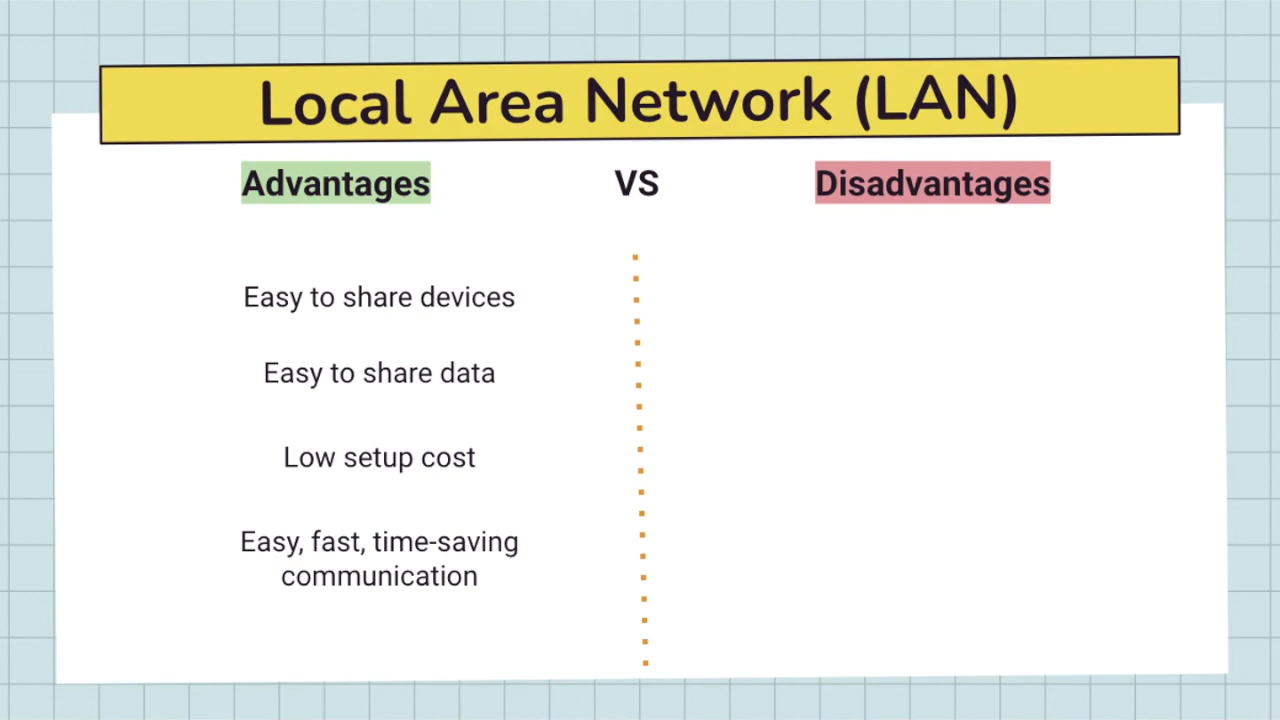 Local Area Network (LAN)
Advantages VS Disadvantages
Easy to share devices
Easy to share data
Low setup cost
Easy, fast, time-saving
communication